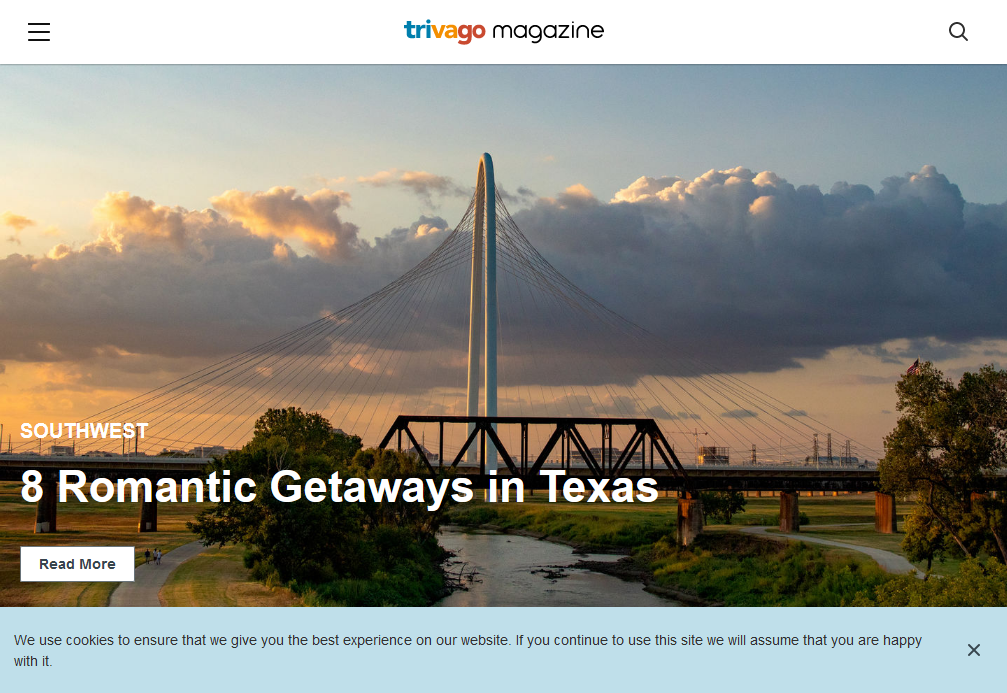 trivago magazine
SOUTHWEST
8 Romantic Getaways in Texas
Read More
We use cookies to ensure that we give you the best experience on our website. If you continue to use this site we will assume that you are happy
with it.